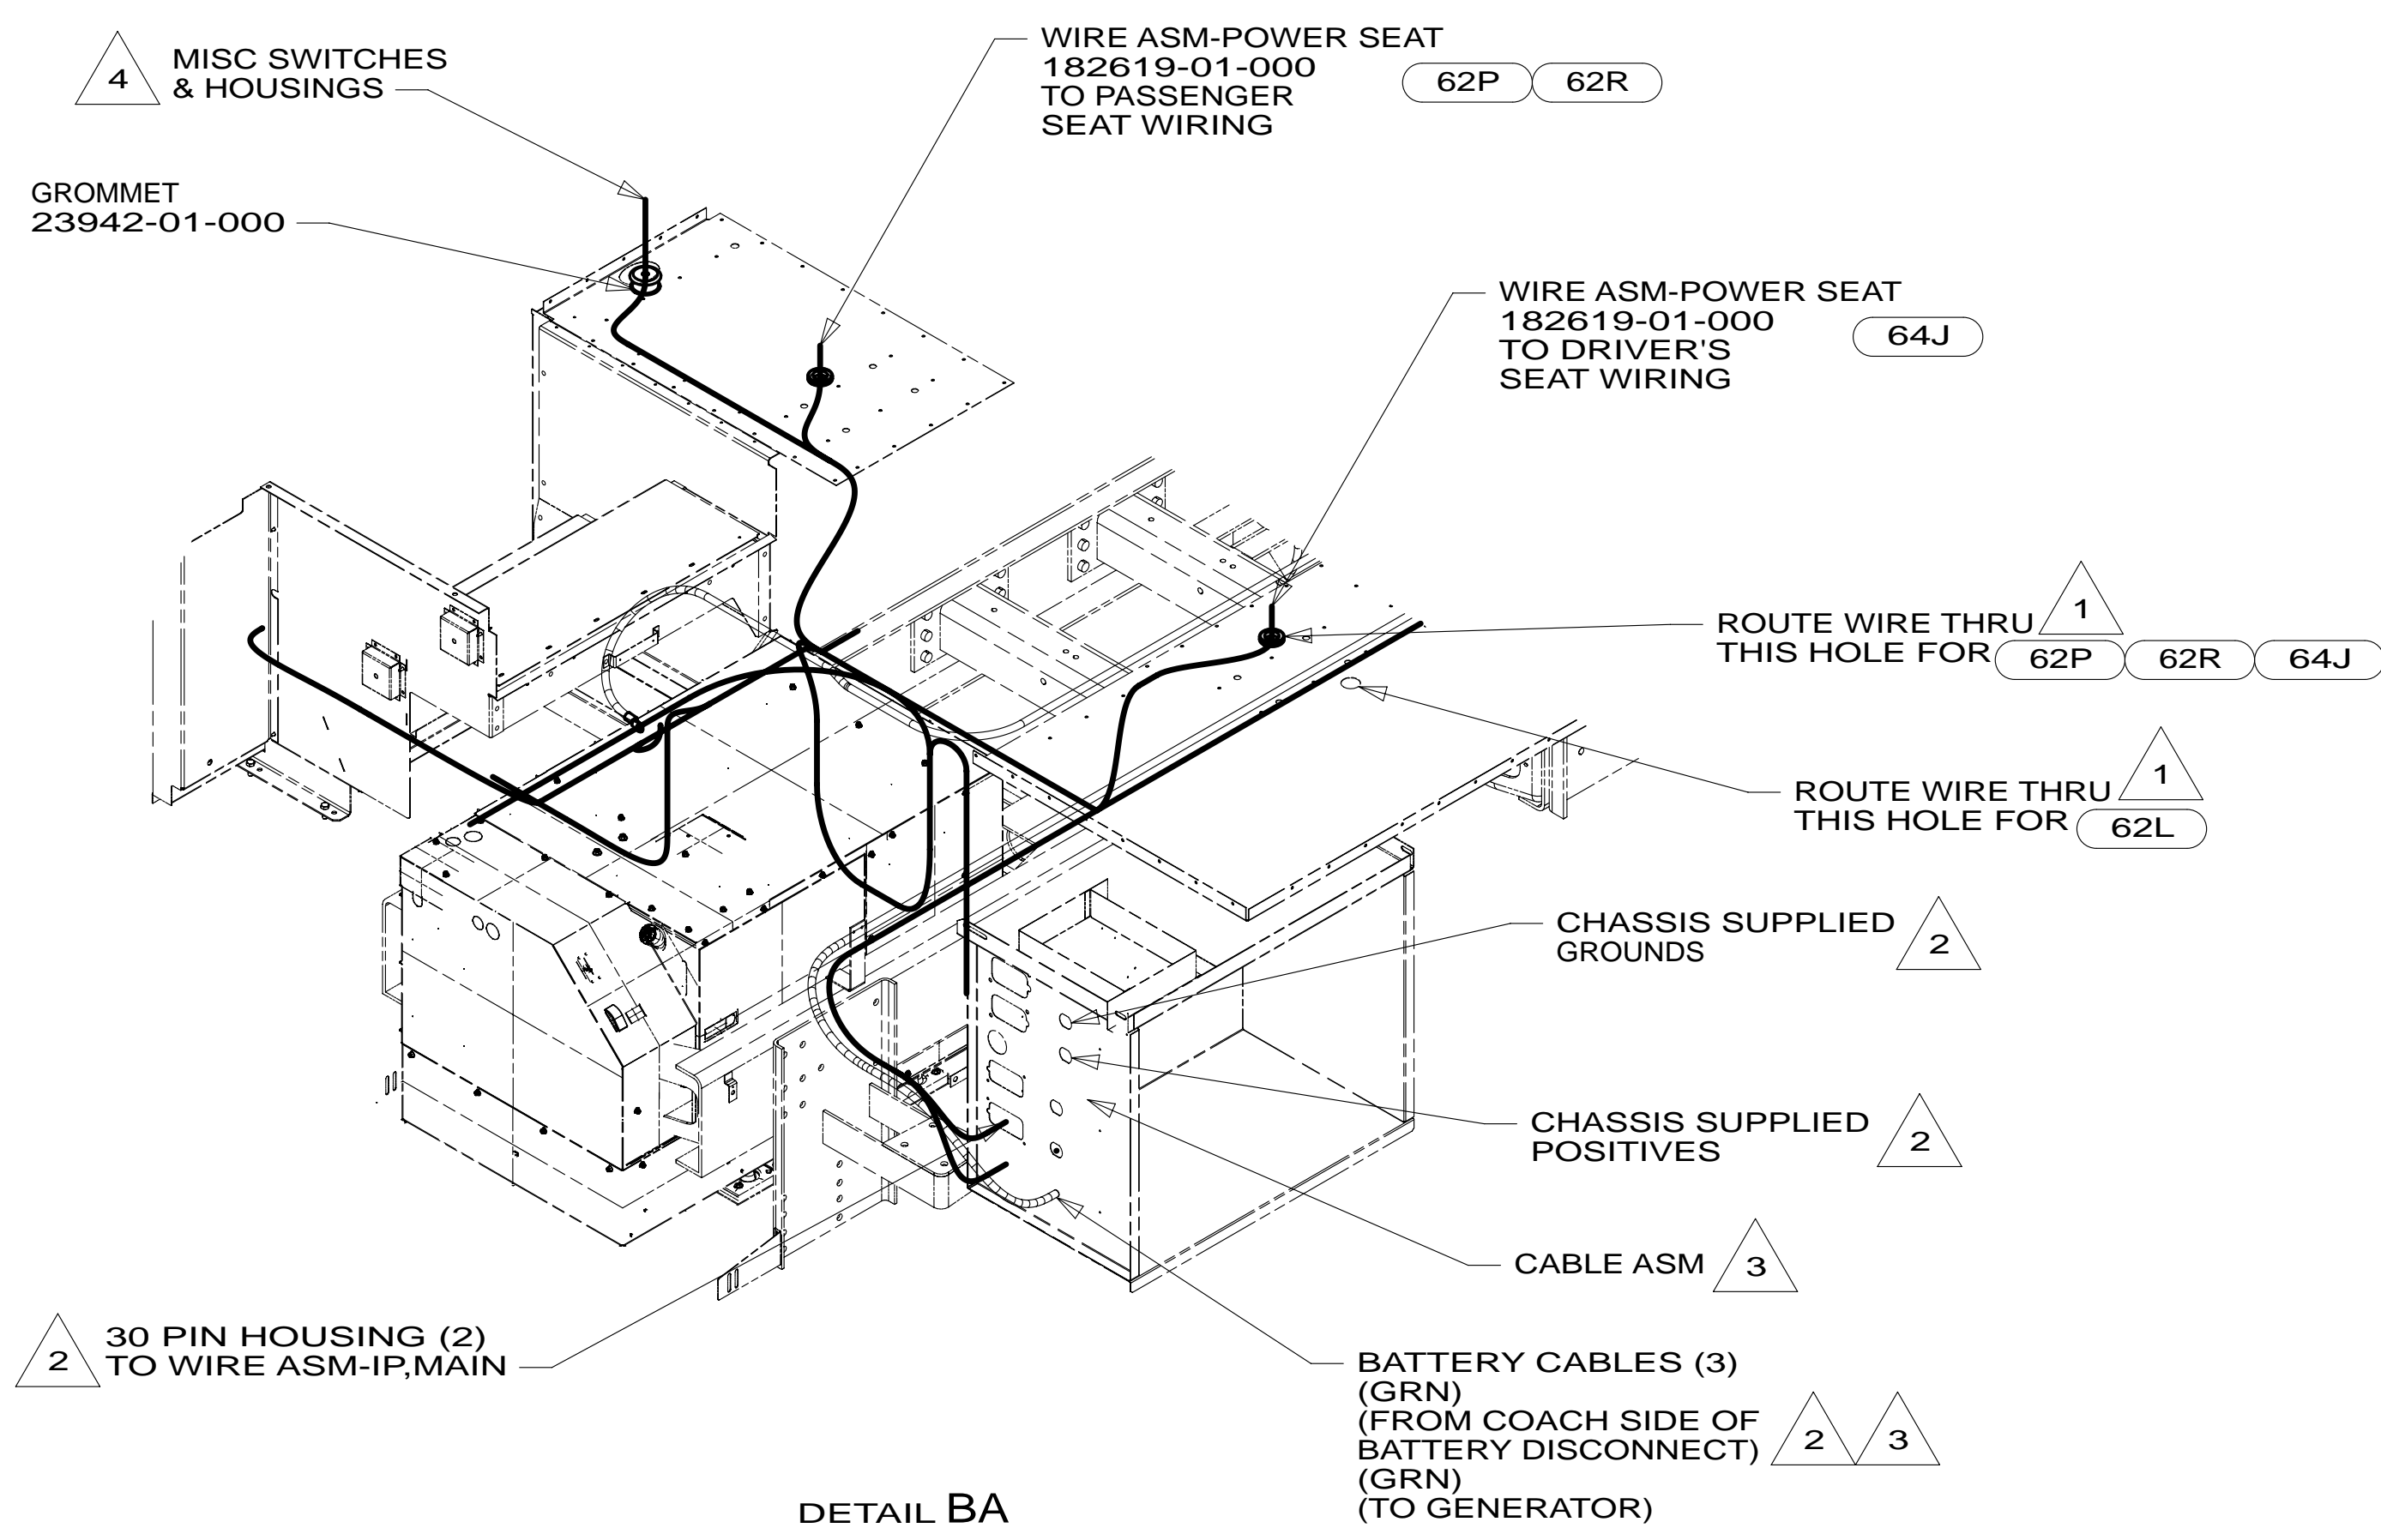 4
MISC SWITCHES
& HOUSINGS
WIRE ASM-POWER SEAT
182619-01-000
TO PASSENGER
SEAT WIRING
62P 62R
GROMMET
23942-01-000
WIRE ASM-POWER SEAT
182619-01-000
TO DRIVER'S
SEAT WIRING
64J
ROUTE WIRE THRU 1
THIS HOLE FOR 62P 62R 64J
ROUTE WIRE THRU 1
THIS HOLE FOR 62L
CHASSIS SUPPLIED
GROUNDS
2
CHASSIS SUPPLIED
POSITIVES
2
CABLE ASM 3
2
30 PIN HOUSING (2)
TO WIRE ASM-IP,MAIN
BATTERY CABLES (3)
(GRN)
(FROM COACH SIDE OF
BATTERY DISCONNECT)
(GRN)
(TO GENERATOR)
2 3
DETAIL BA